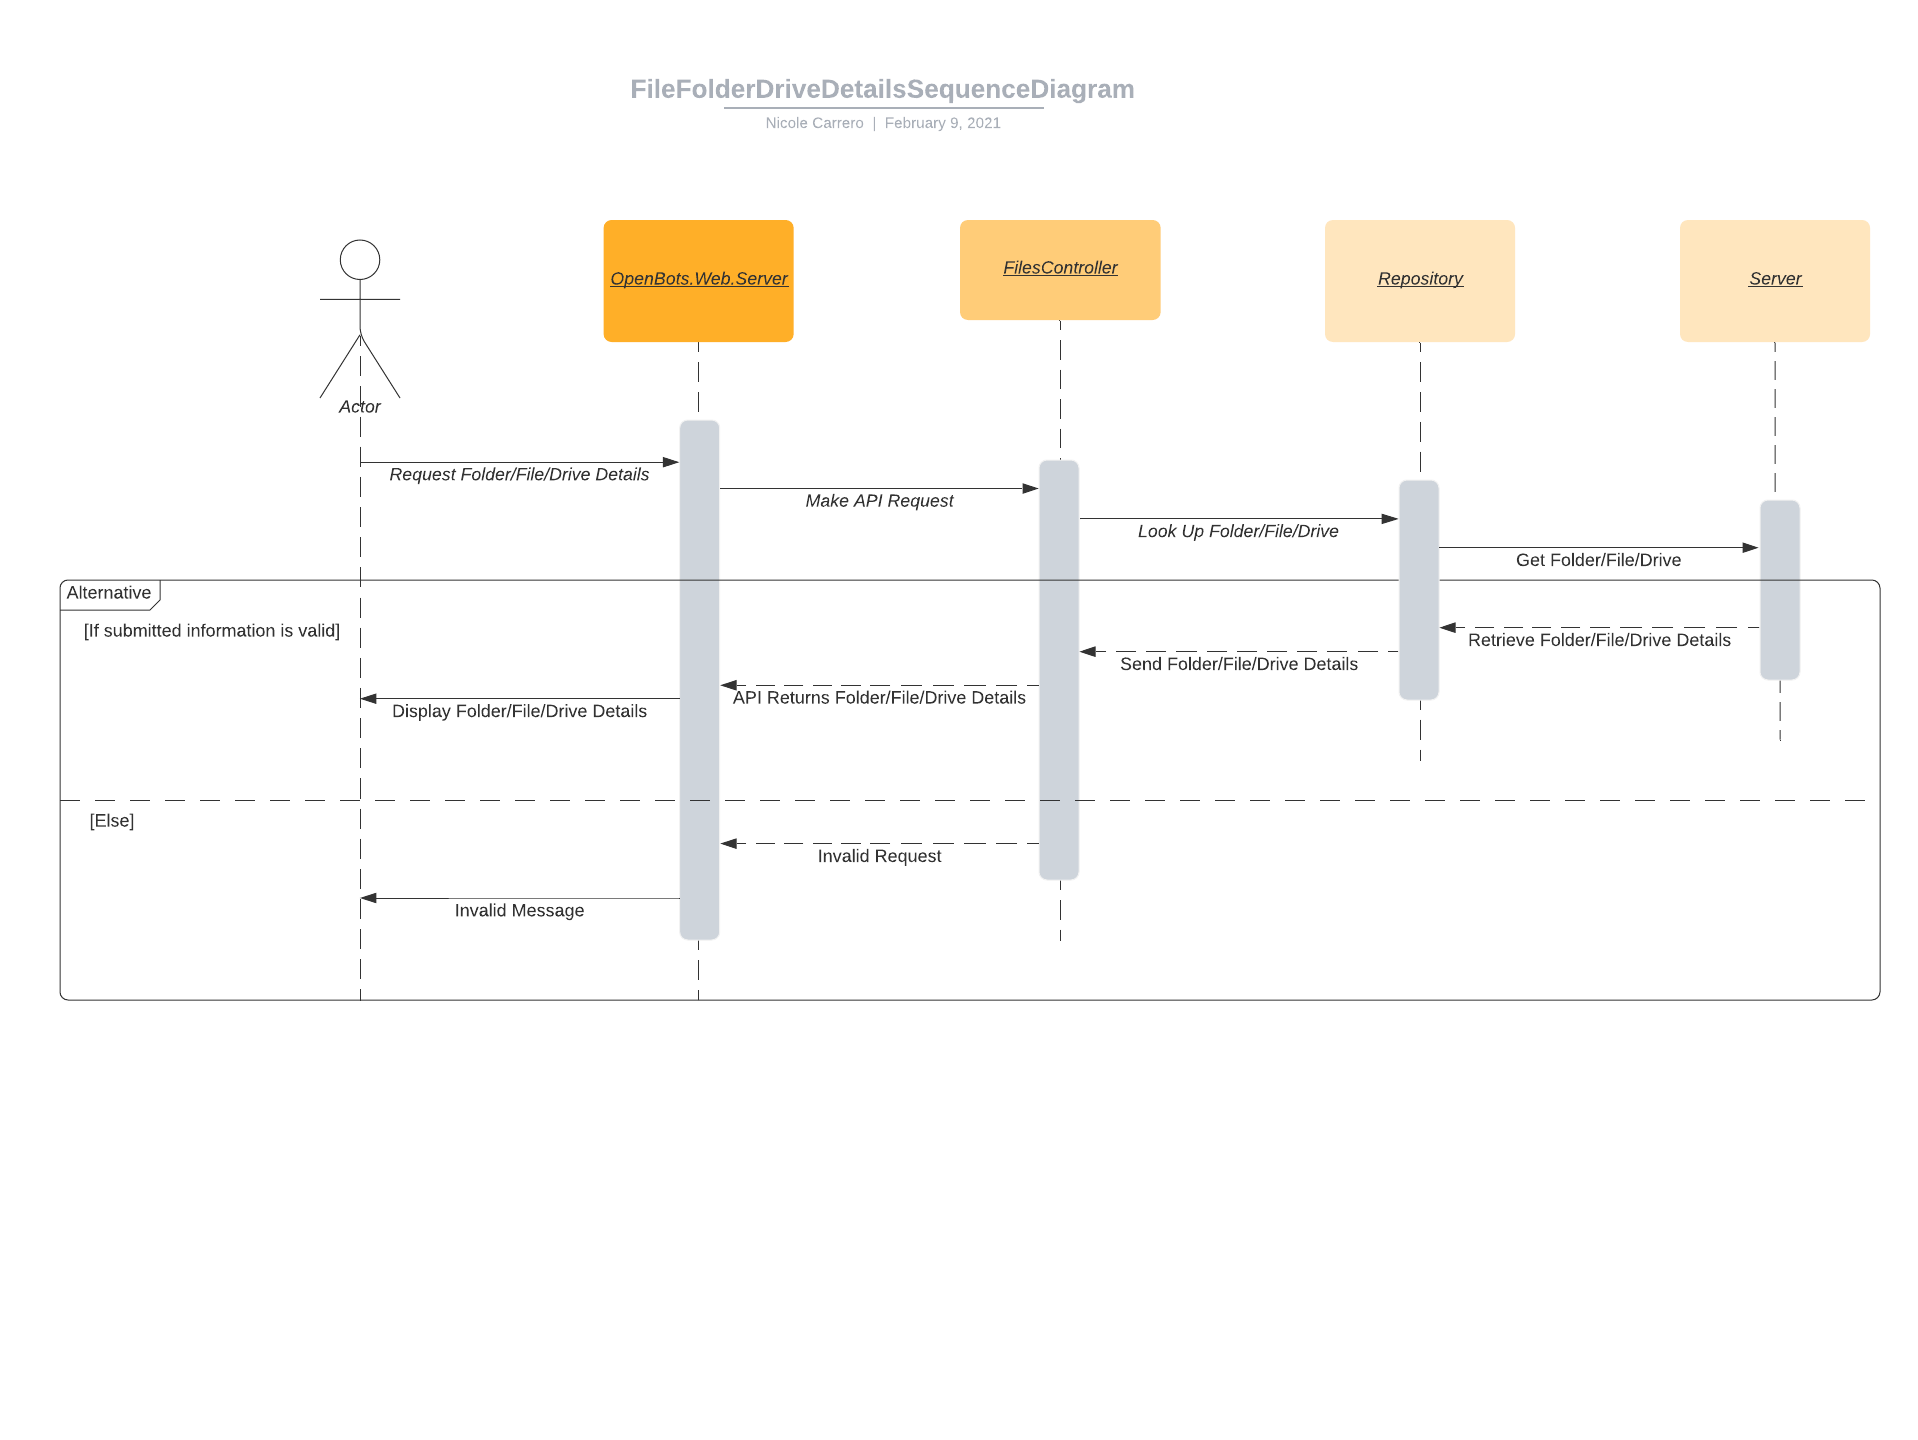 FileFolderDriveDetailsSequenceDiagram
Nicole Carrero | February 9, 2021
OpenBots.Web.Server
FilesController
Repository
Server
Actor
Request Folder/File/Drive Details
Make API Request
Look Up Folder/File/Drive
Get Folder/File/Drive
Alternative
[If submitted information is valid]
Retrieve Folder/File/Drive Details
Send Folder/File/Drive Details
API Returns Folder/File/Drive Details
Display Folder/File/Drive Details
[Else]
Invalid Request
Invalid Message